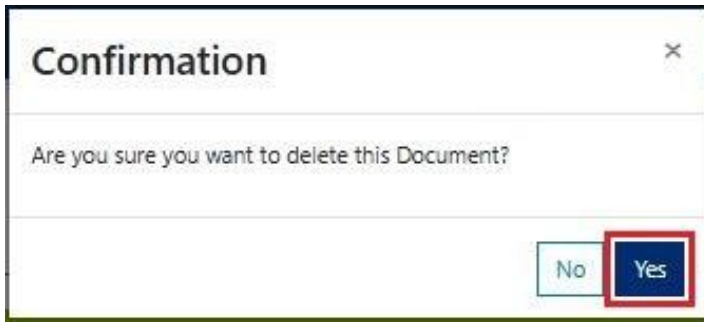 Confirmation ×
Are you sure you want to delete this Document?
No Yes